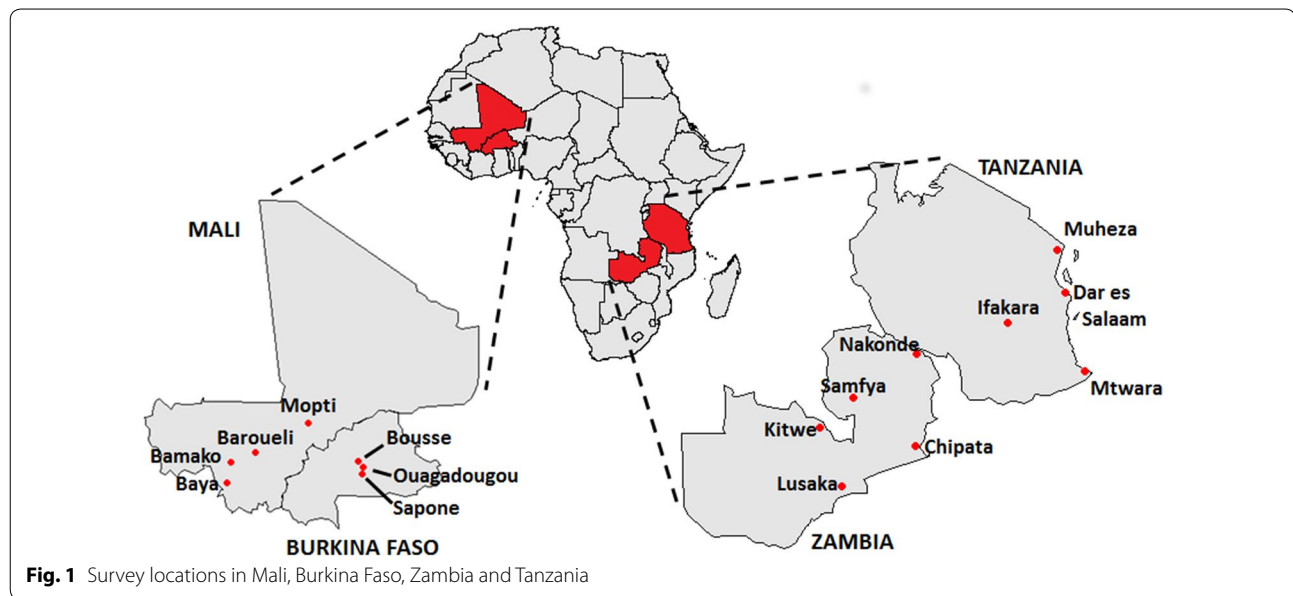 TANZANIA
MALI
Muheza
Dar es
Salaam
Ifakara
Nakonde
Mtwara
Samfya
Mopti
Kitwe
Bousse
Baroueli
Chipata
Bamako
Ouagadougou
Baya
Lusaka
Sapone
ZAMBIA
BURKINA FASO
Fig. 1 Survey locations in Mali, Burkina Faso, Zambia and Tanzania